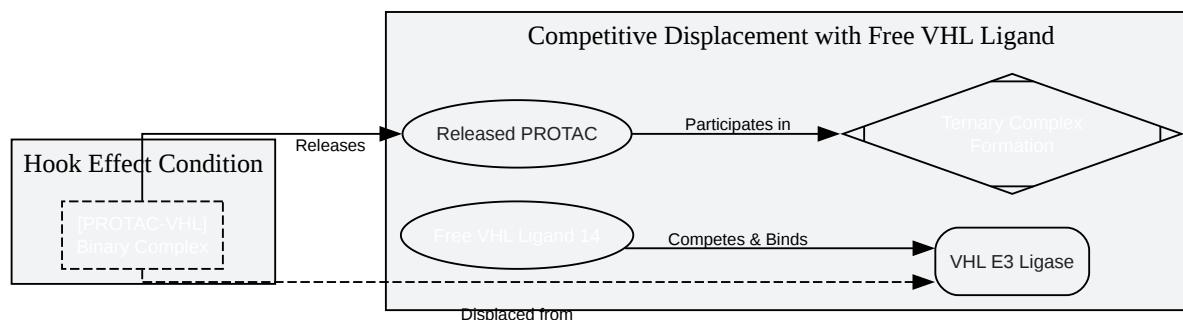 Competitive Displacement with Free VHL Ligand
Hook Effect Condition
[PROTAC-VHL]
Binary Complex
Releases
Released PROTAC
Participates in
Ternary Complex
Formation
Free VHL Ligand 14
Competes & Binds
VHL E3 Ligase
Displaced from